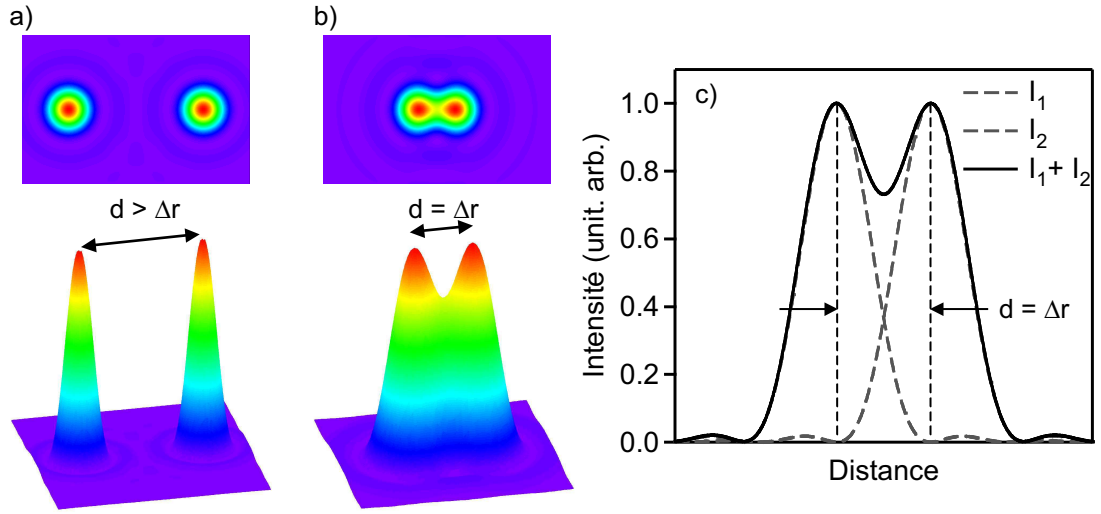 a)
b)
d > Δr
d = Δr
c)
I₁
I₂
I₁+ I₂
d = Δr
1.0
0.8
0.6
0.4
0.2
0.0
Intensité (unit. arb.)
Distance